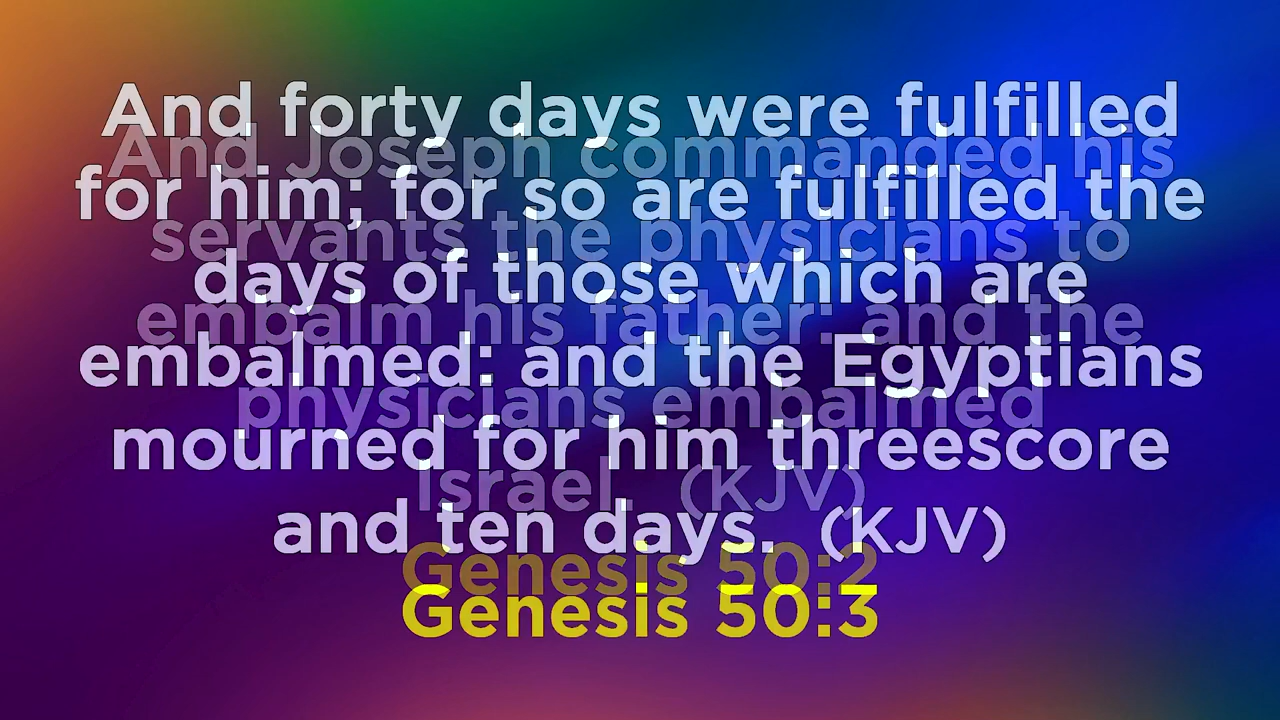 And forty days were fulfilled
for him; for so are fulfilled the
days of those which are
embalmed: and the Egyptians
mourned for him threescore
and ten days. (KJV)
Genesis 50:3
And Joseph commanded his
servants the physicians to
embalm his father: and the
physicians embalmed
Israel. (KJV)
Genesis 50:2